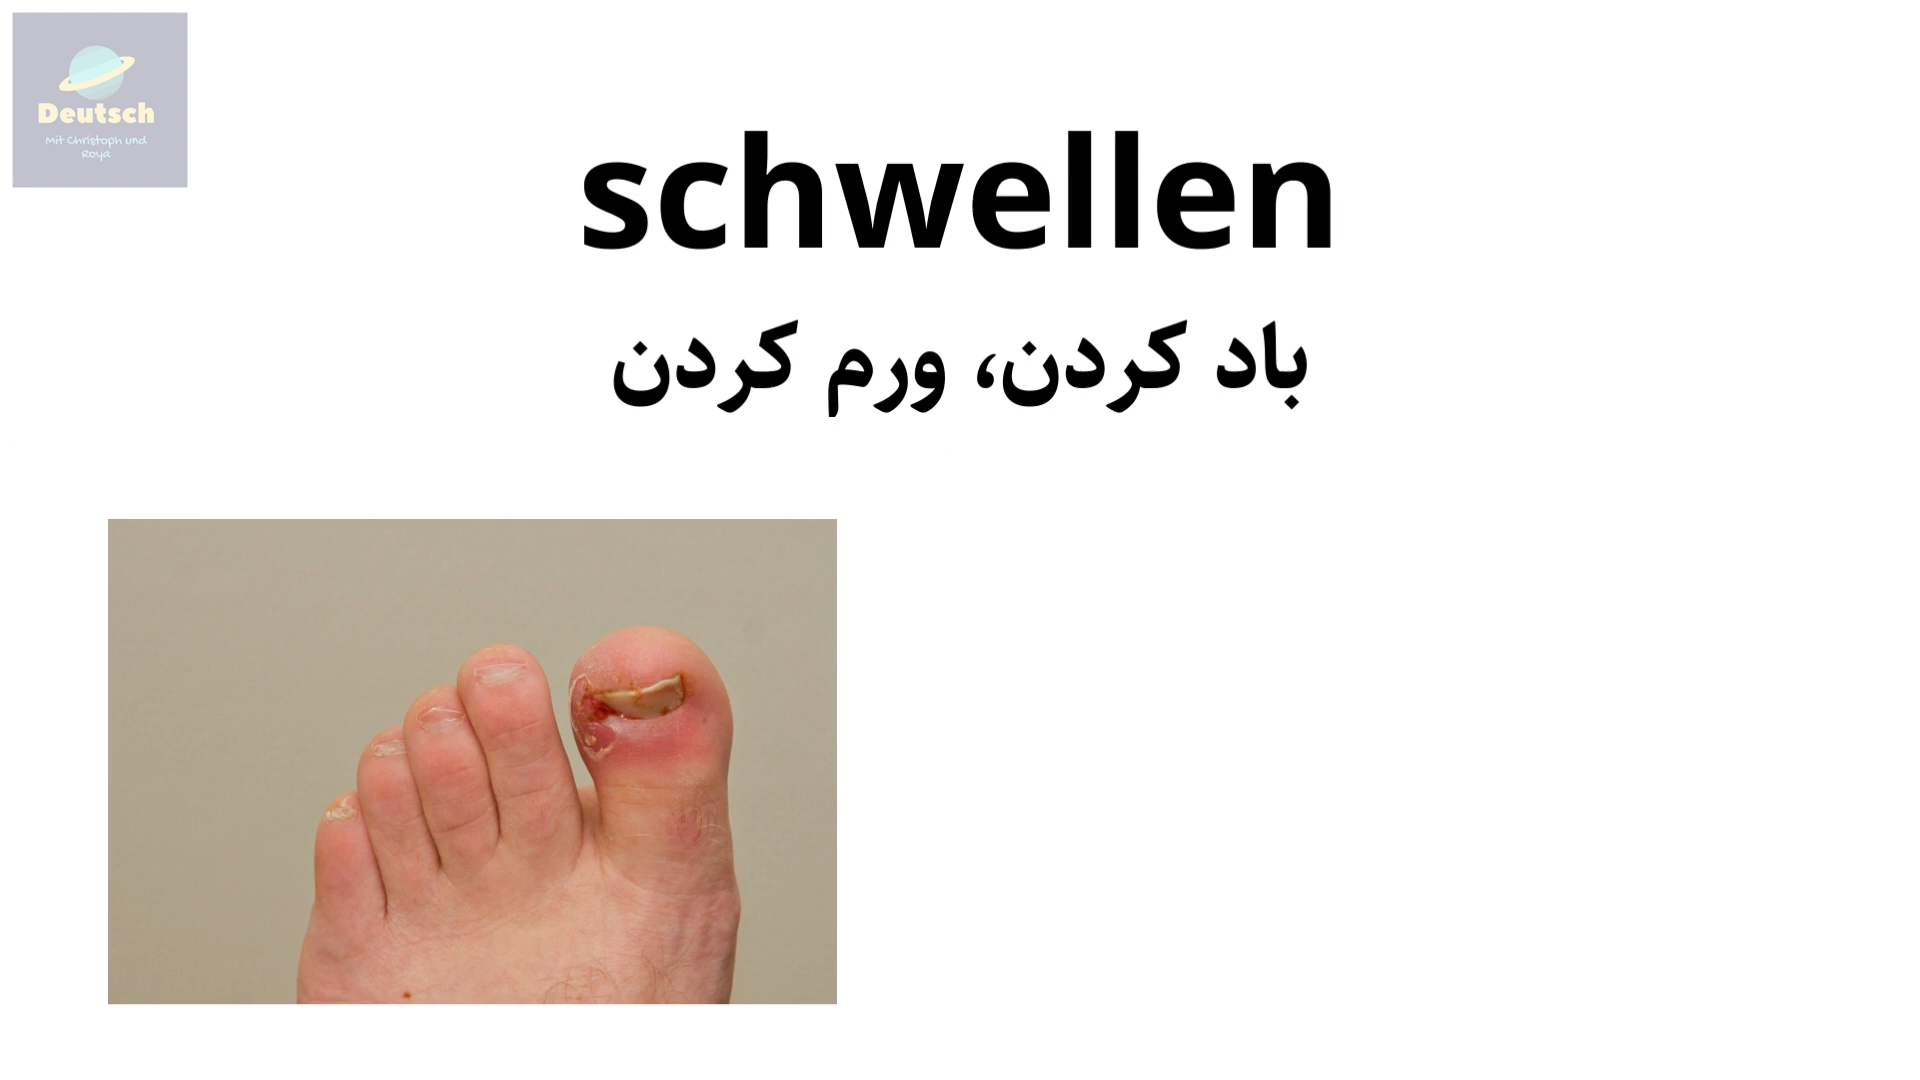 Deutsch
Mit Christoph und
Roya
schwellen
باد کردن، ورم کردن